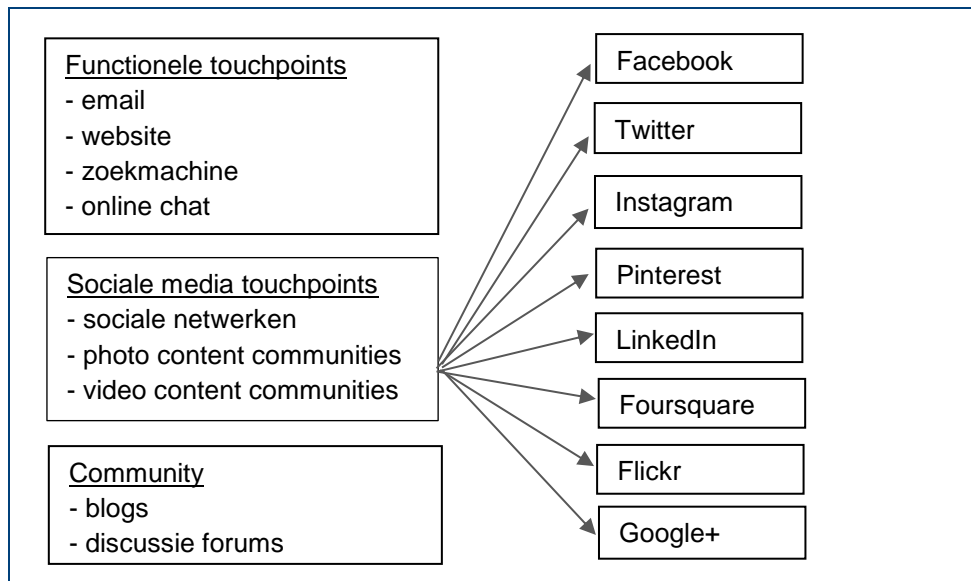 Functionele touchpoints
- email
- website
- zoekmachine
- online chat
Sociale media touchpoints
- sociale netwerken
- photo content communities
- video content communities
Community
- blogs
- discussie forums
Facebook
Twitter
Instagram
Pinterest
LinkedIn
Foursquare
Flickr
Google+